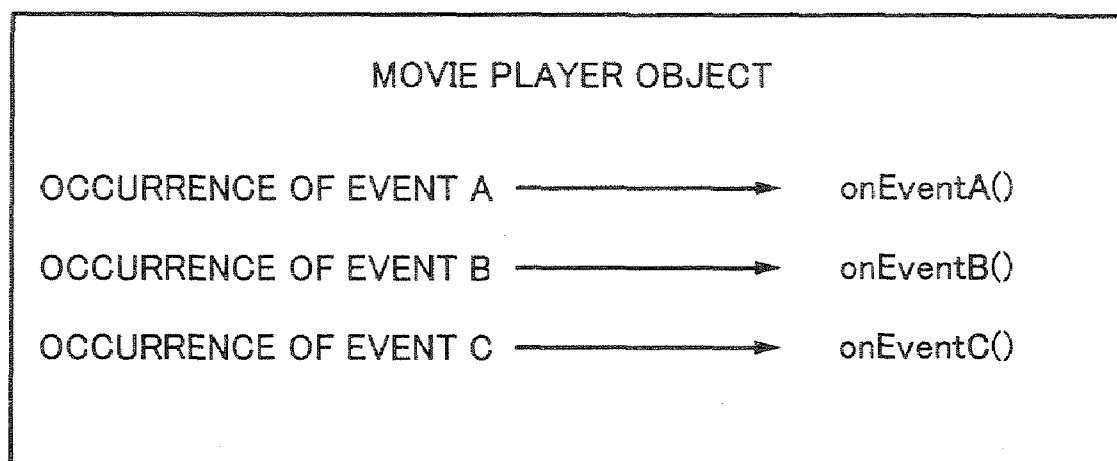 MOVIE PLAYER OBJECT
OCCURRENCE OF EVENT A onEventA()
OCCURRENCE OF EVENT B onEventB()
OCCURRENCE OF EVENT C onEventC()